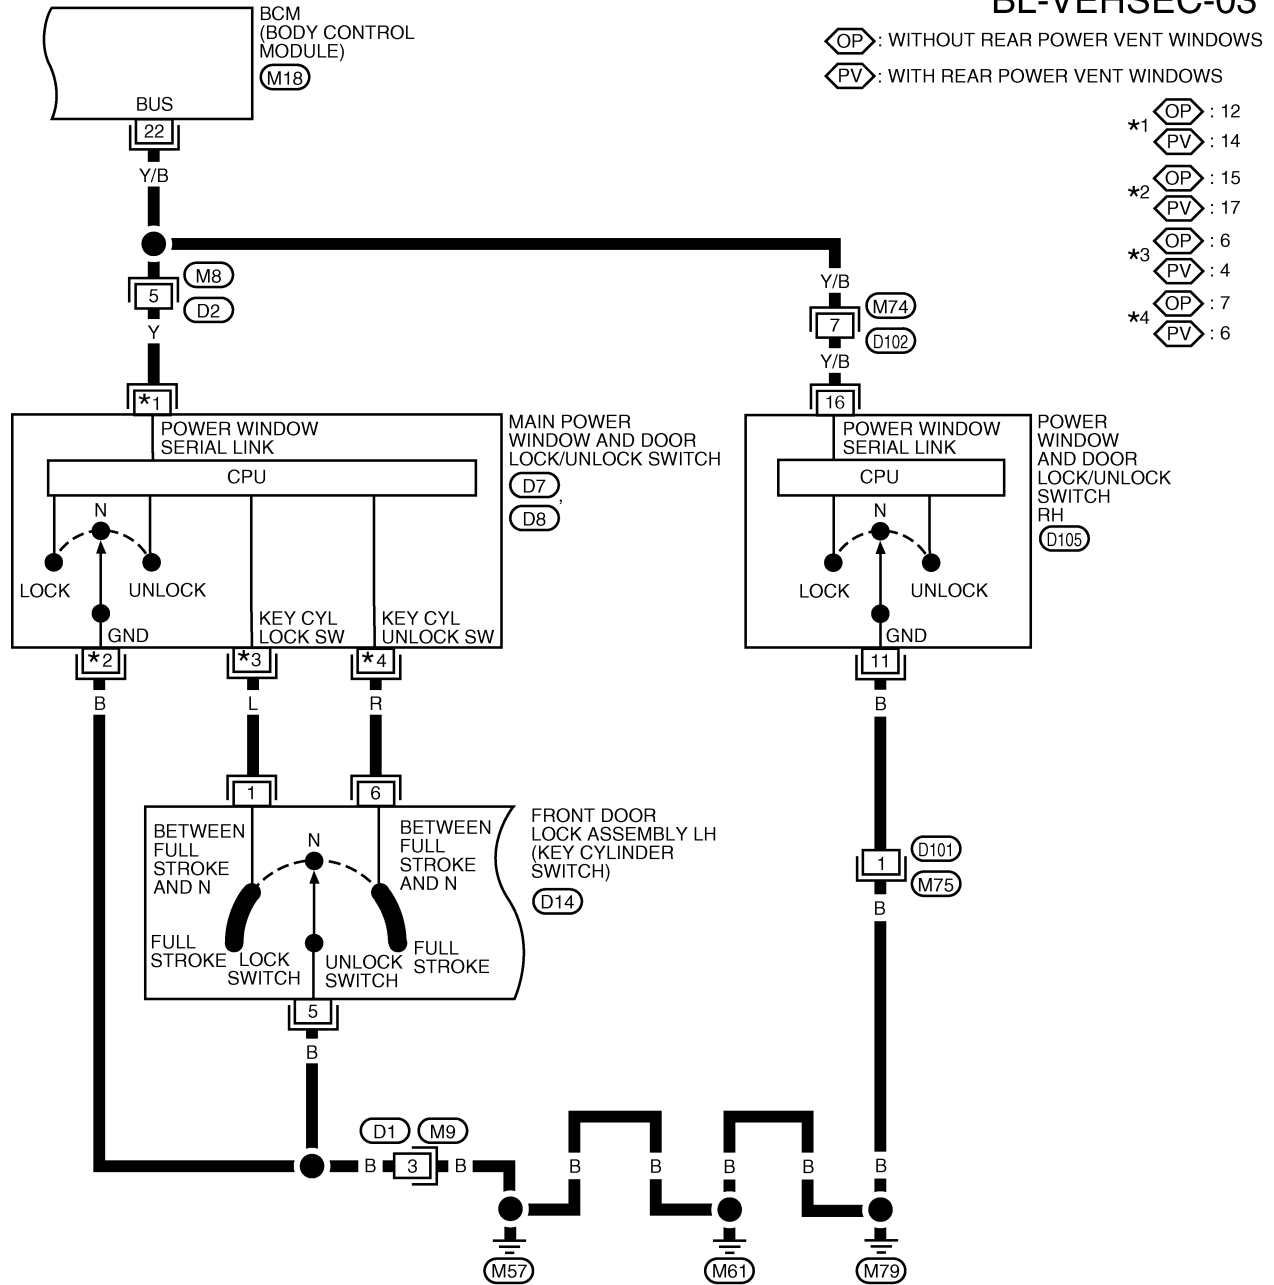 BL-VEHSEC-03
BCM
(BODY CONTROL
MODULE)
M18
BUS
22
Y/B
OP : WITHOUT REAR POWER VENT WINDOWS
PV : WITH REAR POWER VENT WINDOWS
*1 OP : 12
PV : 14
*2 OP : 15
PV : 17
*3 OP : 6
PV : 4
*4 OP : 7
PV : 6
5
M8
D2
Y
Y/B
7
M74
D102
Y/B
*1
16
POWER WINDOW
SERIAL LINK
CPU
N
LOCK
UNLOCK
GND
KEY CYL
LOCK SW
KEY CYL
UNLOCK SW
MAIN POWER
WINDOW AND DOOR
LOCK/UNLOCK SWITCH
D7
,
D8
POWER WINDOW
SERIAL LINK
CPU
N
LOCK
UNLOCK
GND
POWER
WINDOW
AND DOOR
LOCK/UNLOCK
SWITCH
RH
D105
*2
*3
*4
11
B
L
R
B
1
6
BETWEEN
FULL
STROKE
AND N
N
BETWEEN
FULL
STROKE
AND N
FULL
STROKE
LOCK
SWITCH
UNLOCK
SWITCH
FULL
STROKE
FRONT DOOR
LOCK ASSEMBLY LH
(KEY CYLINDER
SWITCH)
D14
1
D101
M75
B
5
B
D1
M9
B
3
B
B
B
B
B
B
M57
M61
M79